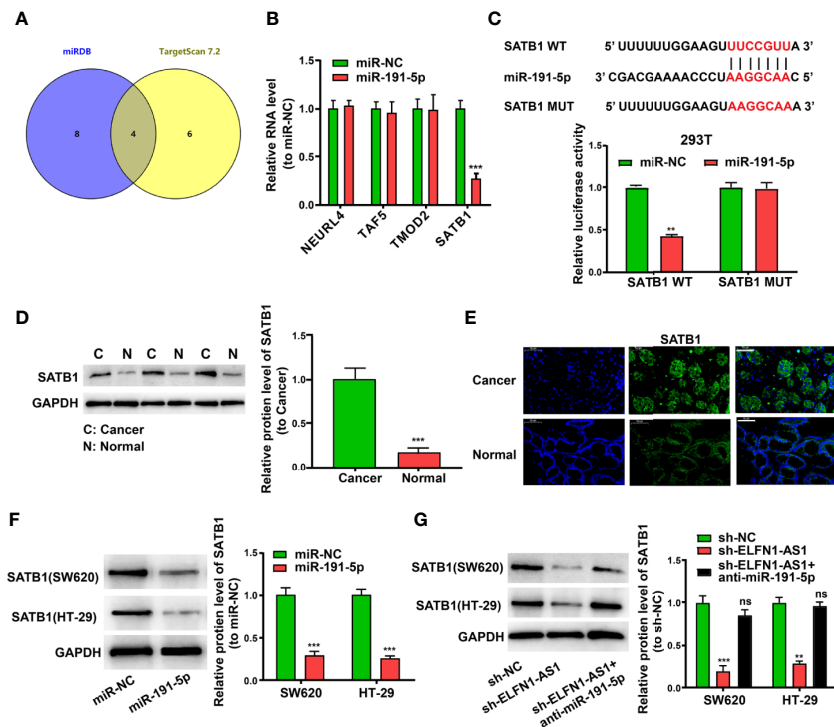 A
miRDB
TargetScan 7.2
8
4
6
B
miR-NC
miR-191-5p
Relative RNA level
(to miR-NC)
1.5
1.0
0.5
0.0
***
NEURL4
TAF5
TMOD2
SATB1
C
SATB1 WT 5' UUUUUUGGAAGUUUCCGUUA 3'
miR-191-5p 3' CGACGAAAACCCUAAGGCAAC 5'
SATB1 MUT 5' UUUUUUGGAAGUAAGGCAAA 3'
293T
miR-NC miR-191-5p
Relative luciferase activity
1.5
1.0
0.5
0.0
**
SATB1 WT SATB1 MUT
D
C N C N C N
SATB1
GAPDH
C: Cancer
N: Normal
Relative protien level of SATB1
(to Cancer)
1.5
1.0
0.5
0.0
***
Cancer Normal
E
SATB1
Cancer
Normal
F
SATB1(SW620)
SATB1(HT-29)
GAPDH
miR-NC
miR-191-5p
miR-NC
miR-191-5p
Relative protien level of SATB1
(to miR-NC)
1.5
1.0
0.5
0.0
*** ***
SW620 HT-29
G
SATB1(SW620)
SATB1(HT-29)
GAPDH
sh-NC
sh-ELFN1-AS1
sh-ELFN1-AS1+
anti-miR-191-5p
sh-NC
sh-ELFN1-AS1
sh-ELFN1-AS1+
anti-miR-191-5p
Relative protien level of SATB1
(to sh-NC)
1.5
1.0
0.5
0.0
*** ns ** ns
SW620 HT-29